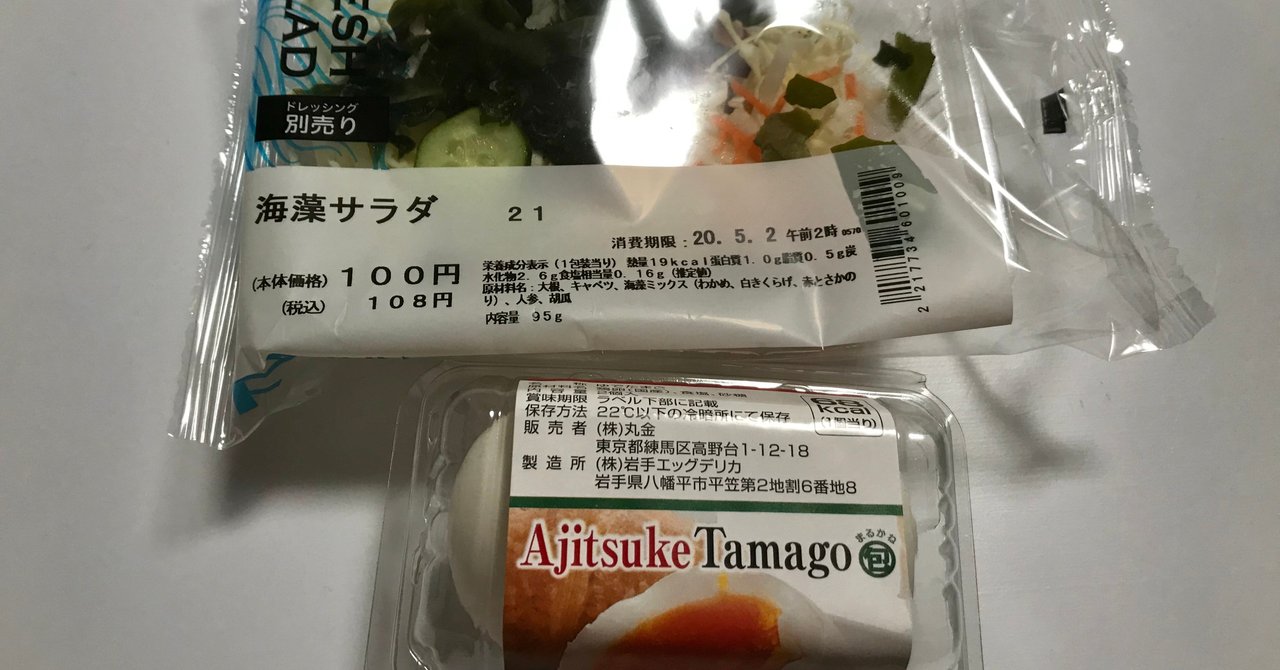 ESH
LAD
ドレッシング
別売り
海藻サラダ 21
消費期限:20. 5. 2 午前2時 0570
(本体価格) 100円
(税込) 108円
栄養成分表示(1包装当り) 熱量19kcal蛋白質1.0g脂質0.5g炭
水化物2.6g食塩相当量0.16g(推定値)
原材料名:大根、キャベツ、海藻ミックス(わかめ、白きくらげ、赤とさかの
り)、人参、胡瓜
内容量 95g
2 217734 601009
賞味期限 ラベル下部に記載
保存方法 22℃以下の冷暗所にて保存
販売者 (株)丸金
東京都練馬区高野台1-12-18
製造所 (株)岩手エッグデリカ
岩手県八幡平市平笠第2地割6番地8
kcal
(1個当り)
Ajitsuke Tamago
まるかね